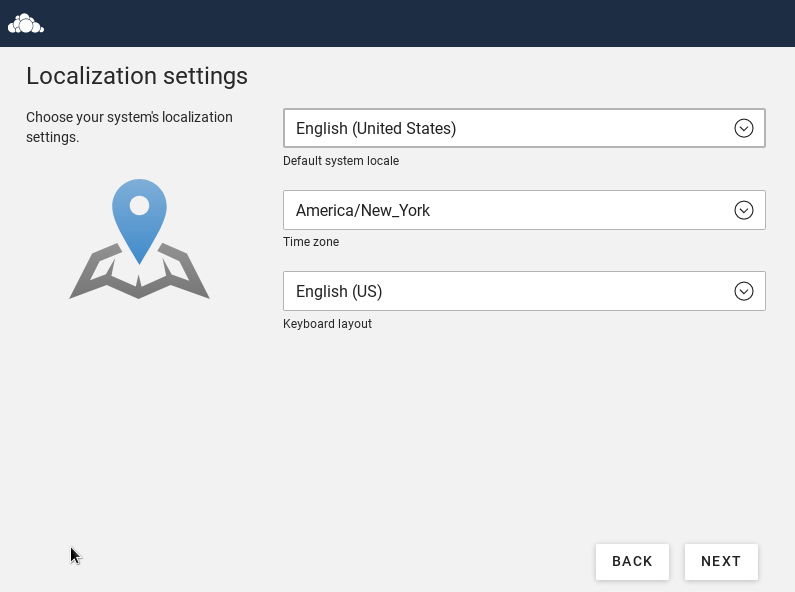 Localization settings
Choose your system's localization
settings.
English (United States)
Default system locale
America/New_York
Time zone
English (US)
Keyboard layout
BACK
NEXT